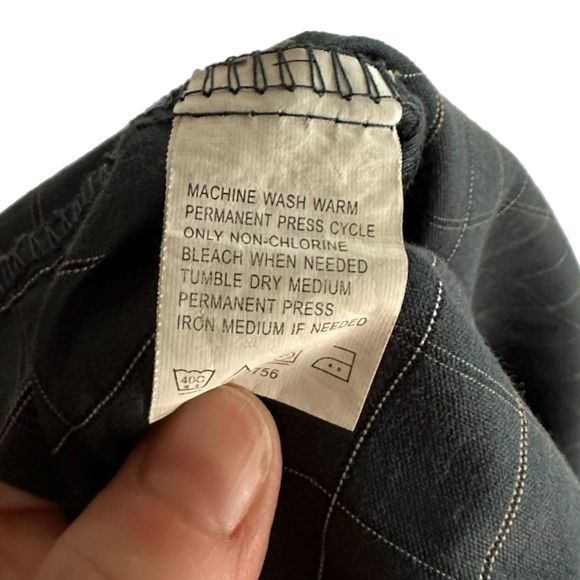 MACHINE WASH WARM
PERMANENT PRESS CYCLE
ONLY NON-CHLORINE
BLEACH WHEN NEEDED
TUMBLE DRY MEDIUM
PERMANENT PRESS
IRON MEDIUM IF NEEDED
40C 756